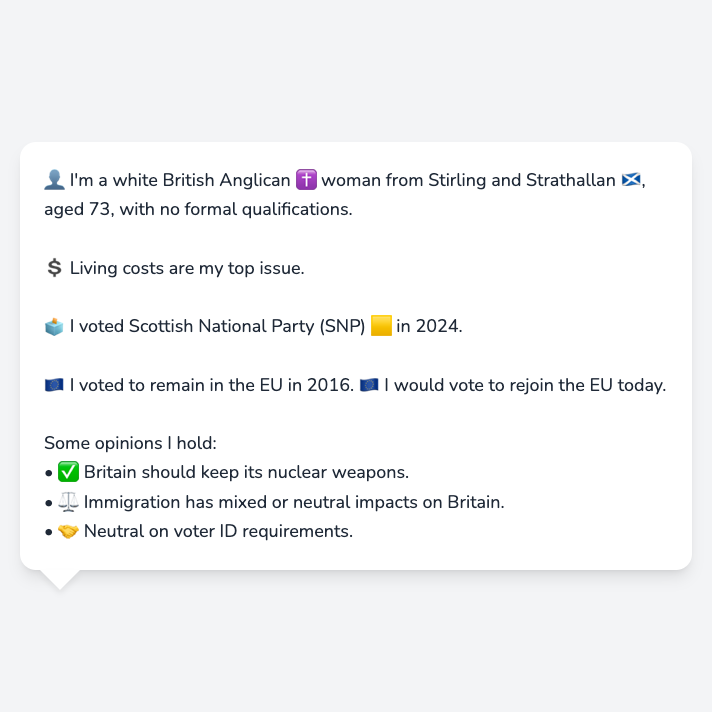 👤 I'm a white British Anglican ✝️ woman from Stirling and Strathallan 🏴󠁧󠁢󠁳󠁣󠁴󠁿,
aged 73, with no formal qualifications.
💲 Living costs are my top issue.
🗳️ I voted Scottish National Party (SNP) 🟨 in 2024.
🇪🇺 I voted to remain in the EU in 2016. 🇪🇺 I would vote to rejoin the EU today.
Some opinions I hold:
• ✅ Britain should keep its nuclear weapons.
• ⚖️ Immigration has mixed or neutral impacts on Britain.
• 🤝 Neutral on voter ID requirements.